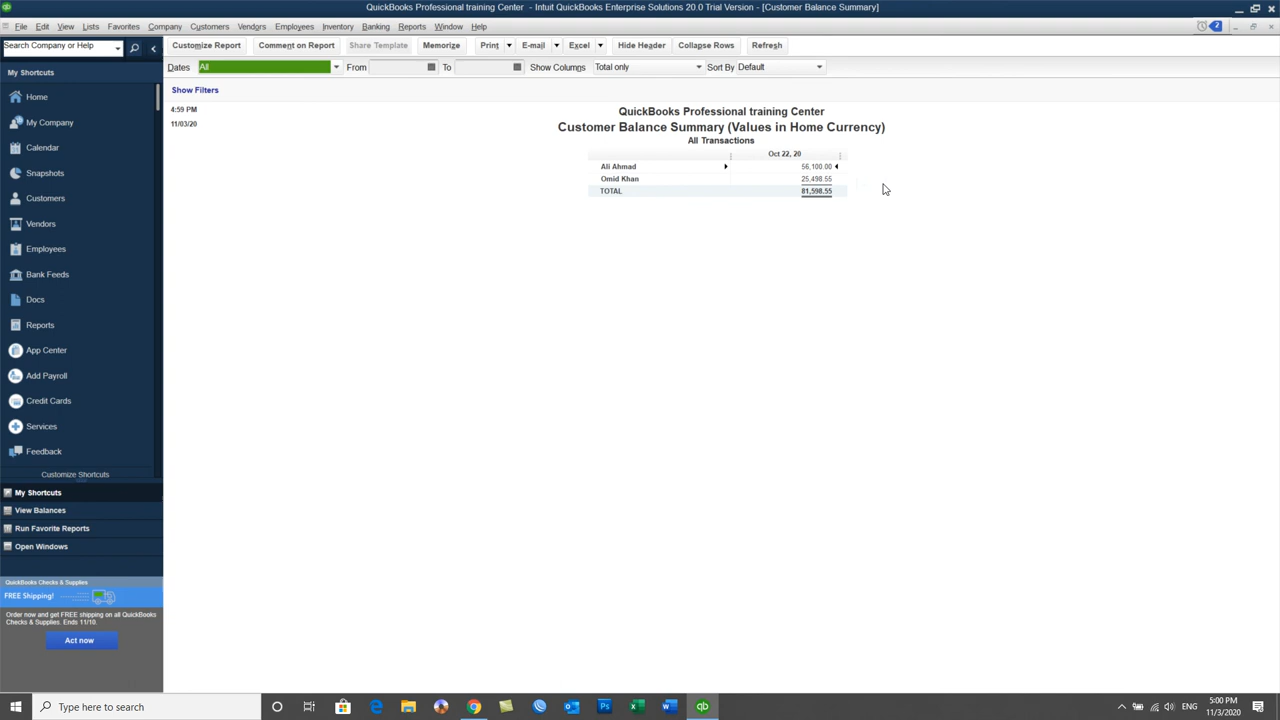 QuickBooks Professional training Center - Intuit QuickBooks Enterprise Solutions 20.0 Trial Version - [Customer Balance Summary]
File Edit View Lists Favorites Company Customers Vendors Employees Inventory Banking Reports Window Help 2
Search Company or Help
Customize Report Comment on Report Share Template Memorize Print E-mail Excel Hide Header Collapse Rows Refresh
Dates All From To Show Columns Total only Sort By Default
Show Filters
My Shortcuts
Home
My Company
Calendar
Snapshots
Customers
Vendors
Employees
Bank Feeds
Docs
Reports
App Center
Add Payroll
Credit Cards
Services
Feedback
Customize Shortcuts
My Shortcuts
View Balances
Run Favorite Reports
Open Windows
QuickBooks Checks & Supplies
FREE Shipping!
Order now and get FREE shipping on all QuickBooks
Checks & Supplies. Ends 11/10.
Act now
4:59 PM
11/03/20
QuickBooks Professional training Center
Customer Balance Summary (Values in Home Currency)
All Transactions
Oct 22, 20
Ali Ahmad 56,100.00
Omid Khan 25,498.55
TOTAL 81,598.55
Type here to search
5:00 PM
11/3/2020